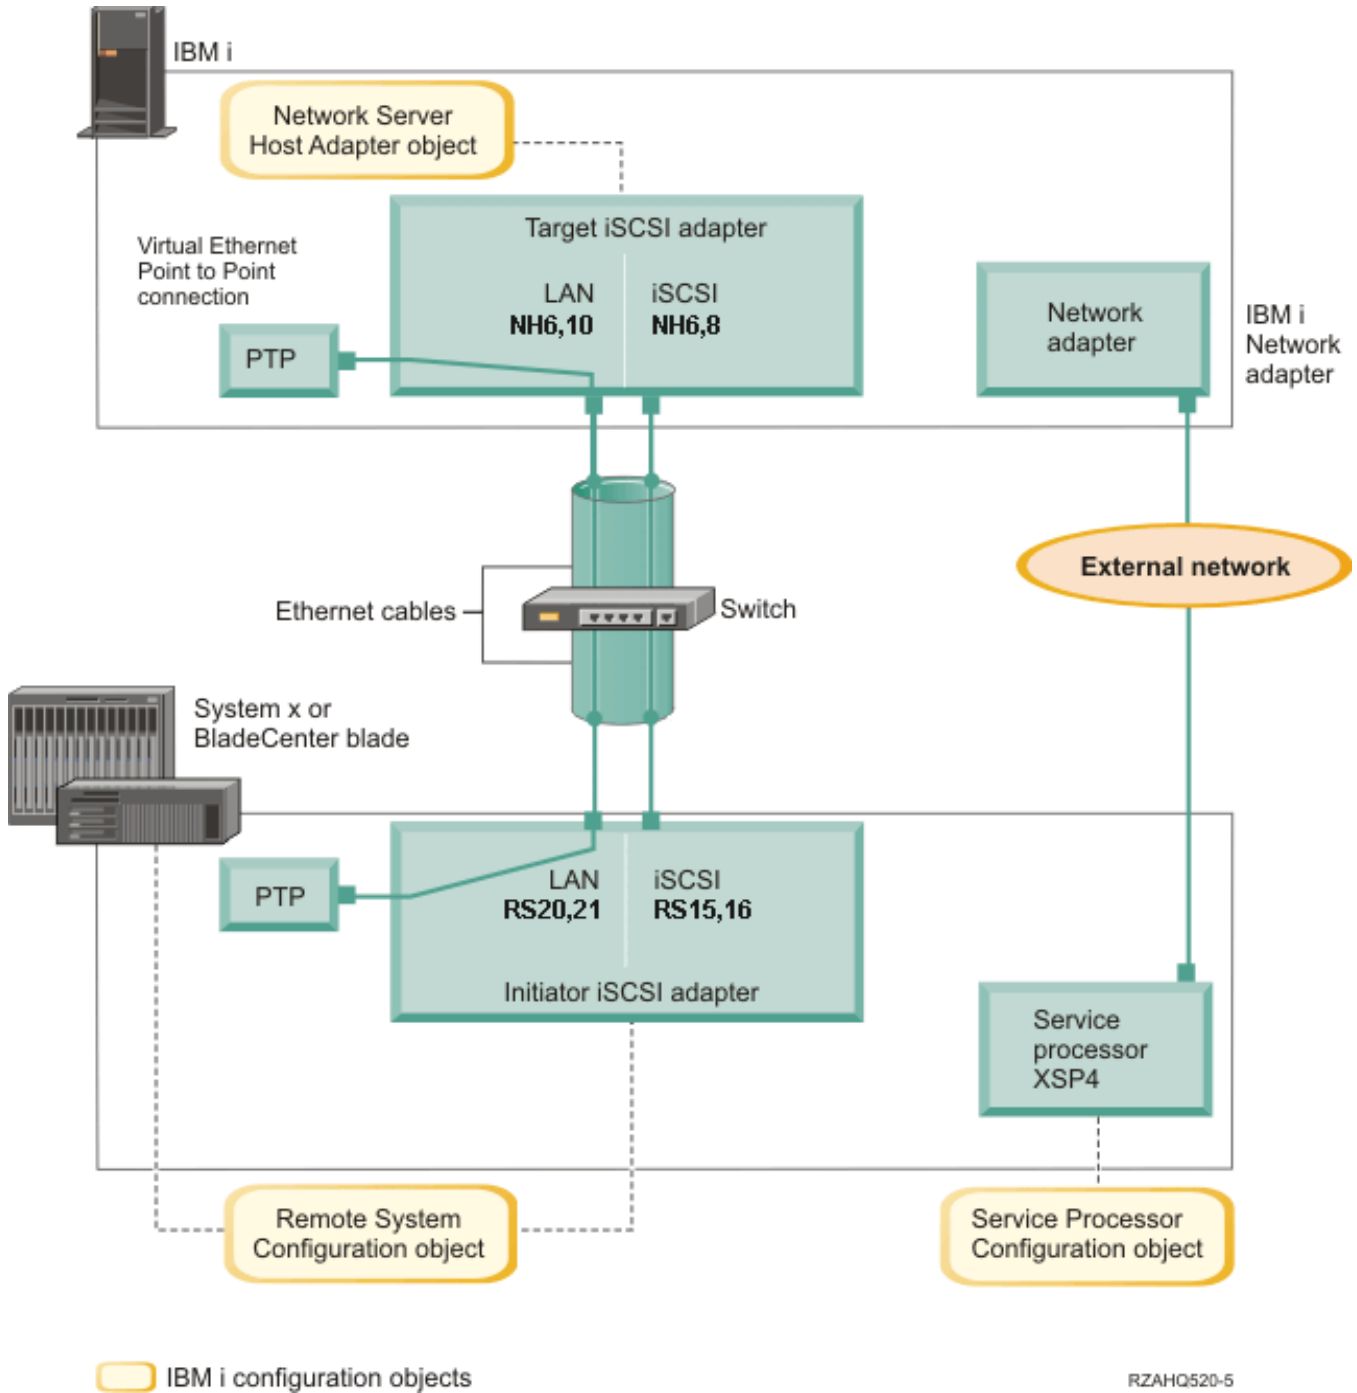 IBM i
Network Server
Host Adapter object
Target iSCSI adapter
Virtual Ethernet
Point to Point
connection
LAN
NH6,10
iSCSI
NH6,8
PTP
Network
adapter
IBM i
Network
adapter
External network
Ethernet cables
Switch
System x or
BladeCenter blade
PTP
LAN
RS20,21
iSCSI
RS15,16
Initiator iSCSI adapter
Service
processor
XSP4
Remote System
Configuration object
Service Processor
Configuration object
IBM i configuration objects
RZAHQ520-5